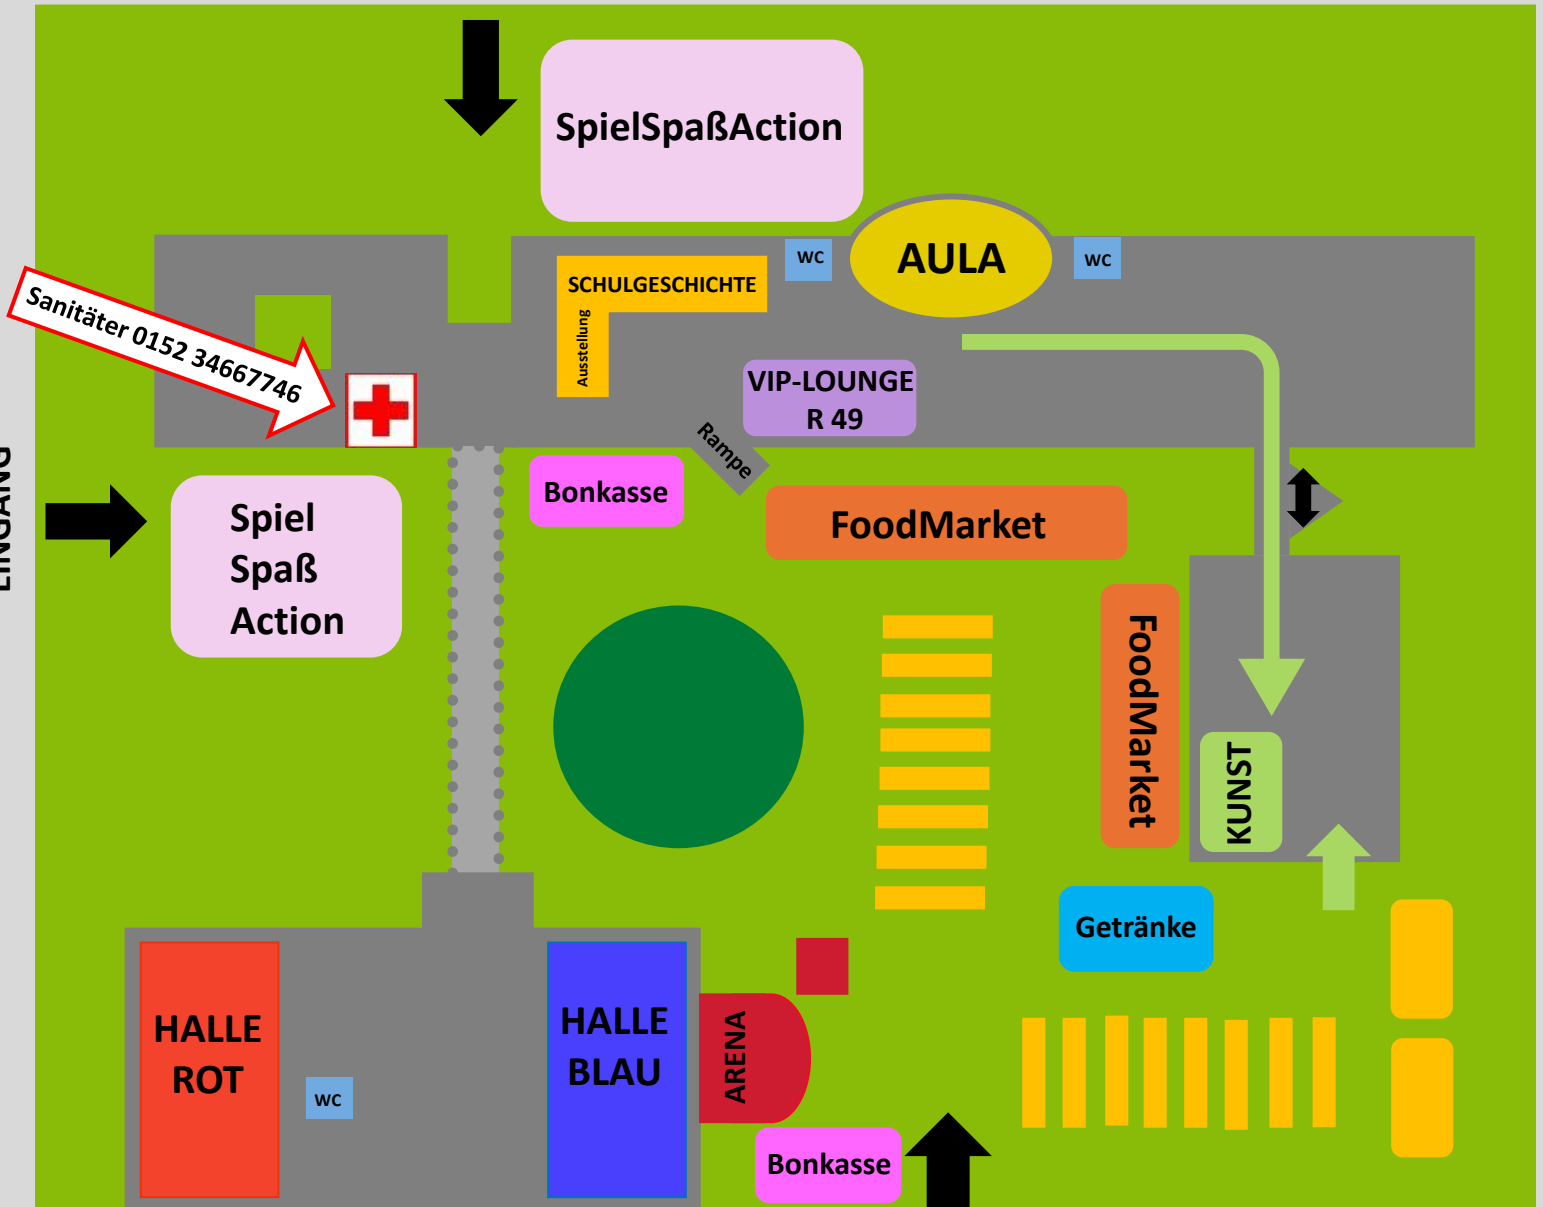 SpielSpaßAction
AULA
WC
WC
SCHULGESCHICHTE
Ausstellung
Sanitäter 0152 34667746
VIP-LOUNGE
R 49
Rampe
EINGANG
Bonkasse
FoodMarket
Spiel
Spaß
Action
FoodMarket
KUNST
Getränke
HALLE
ROT
WC
HALLE
BLAU
ARENA
Bonkasse